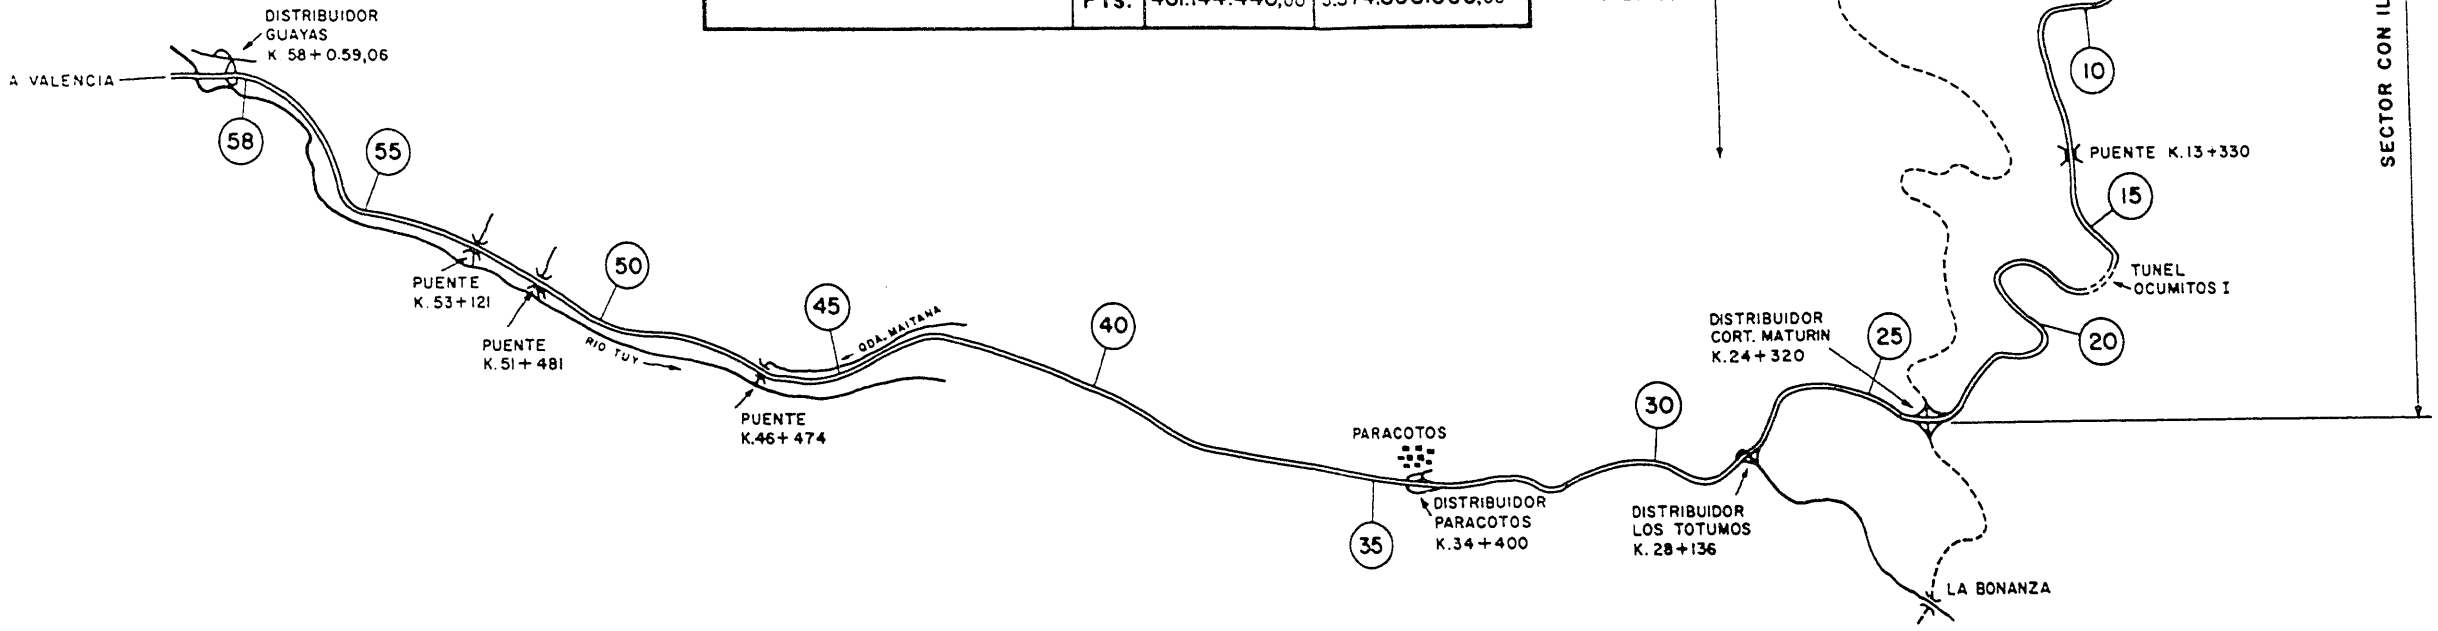 DISTRIBUIDOR
GUAYAS
K 58+0.59,06
A VALENCIA
58
55
PUENTE
K.53+121
PUENTE
K.51+481
50
RIO TUY
45
QDA. MAITANA
PUENTE
K.46+474
40
35
PARACOTOS
DISTRIBUIDOR
PARACOTOS
K.34+400
30
DISTRIBUIDOR
LOS TOTUMOS
K.28+136
DISTRIBUIDOR
CORT. MATURIN
K.24+320
25
20
TUNEL
OCUMITOS I
15
PUENTE K.13+330
10
SECTOR CON
LA BONANZA